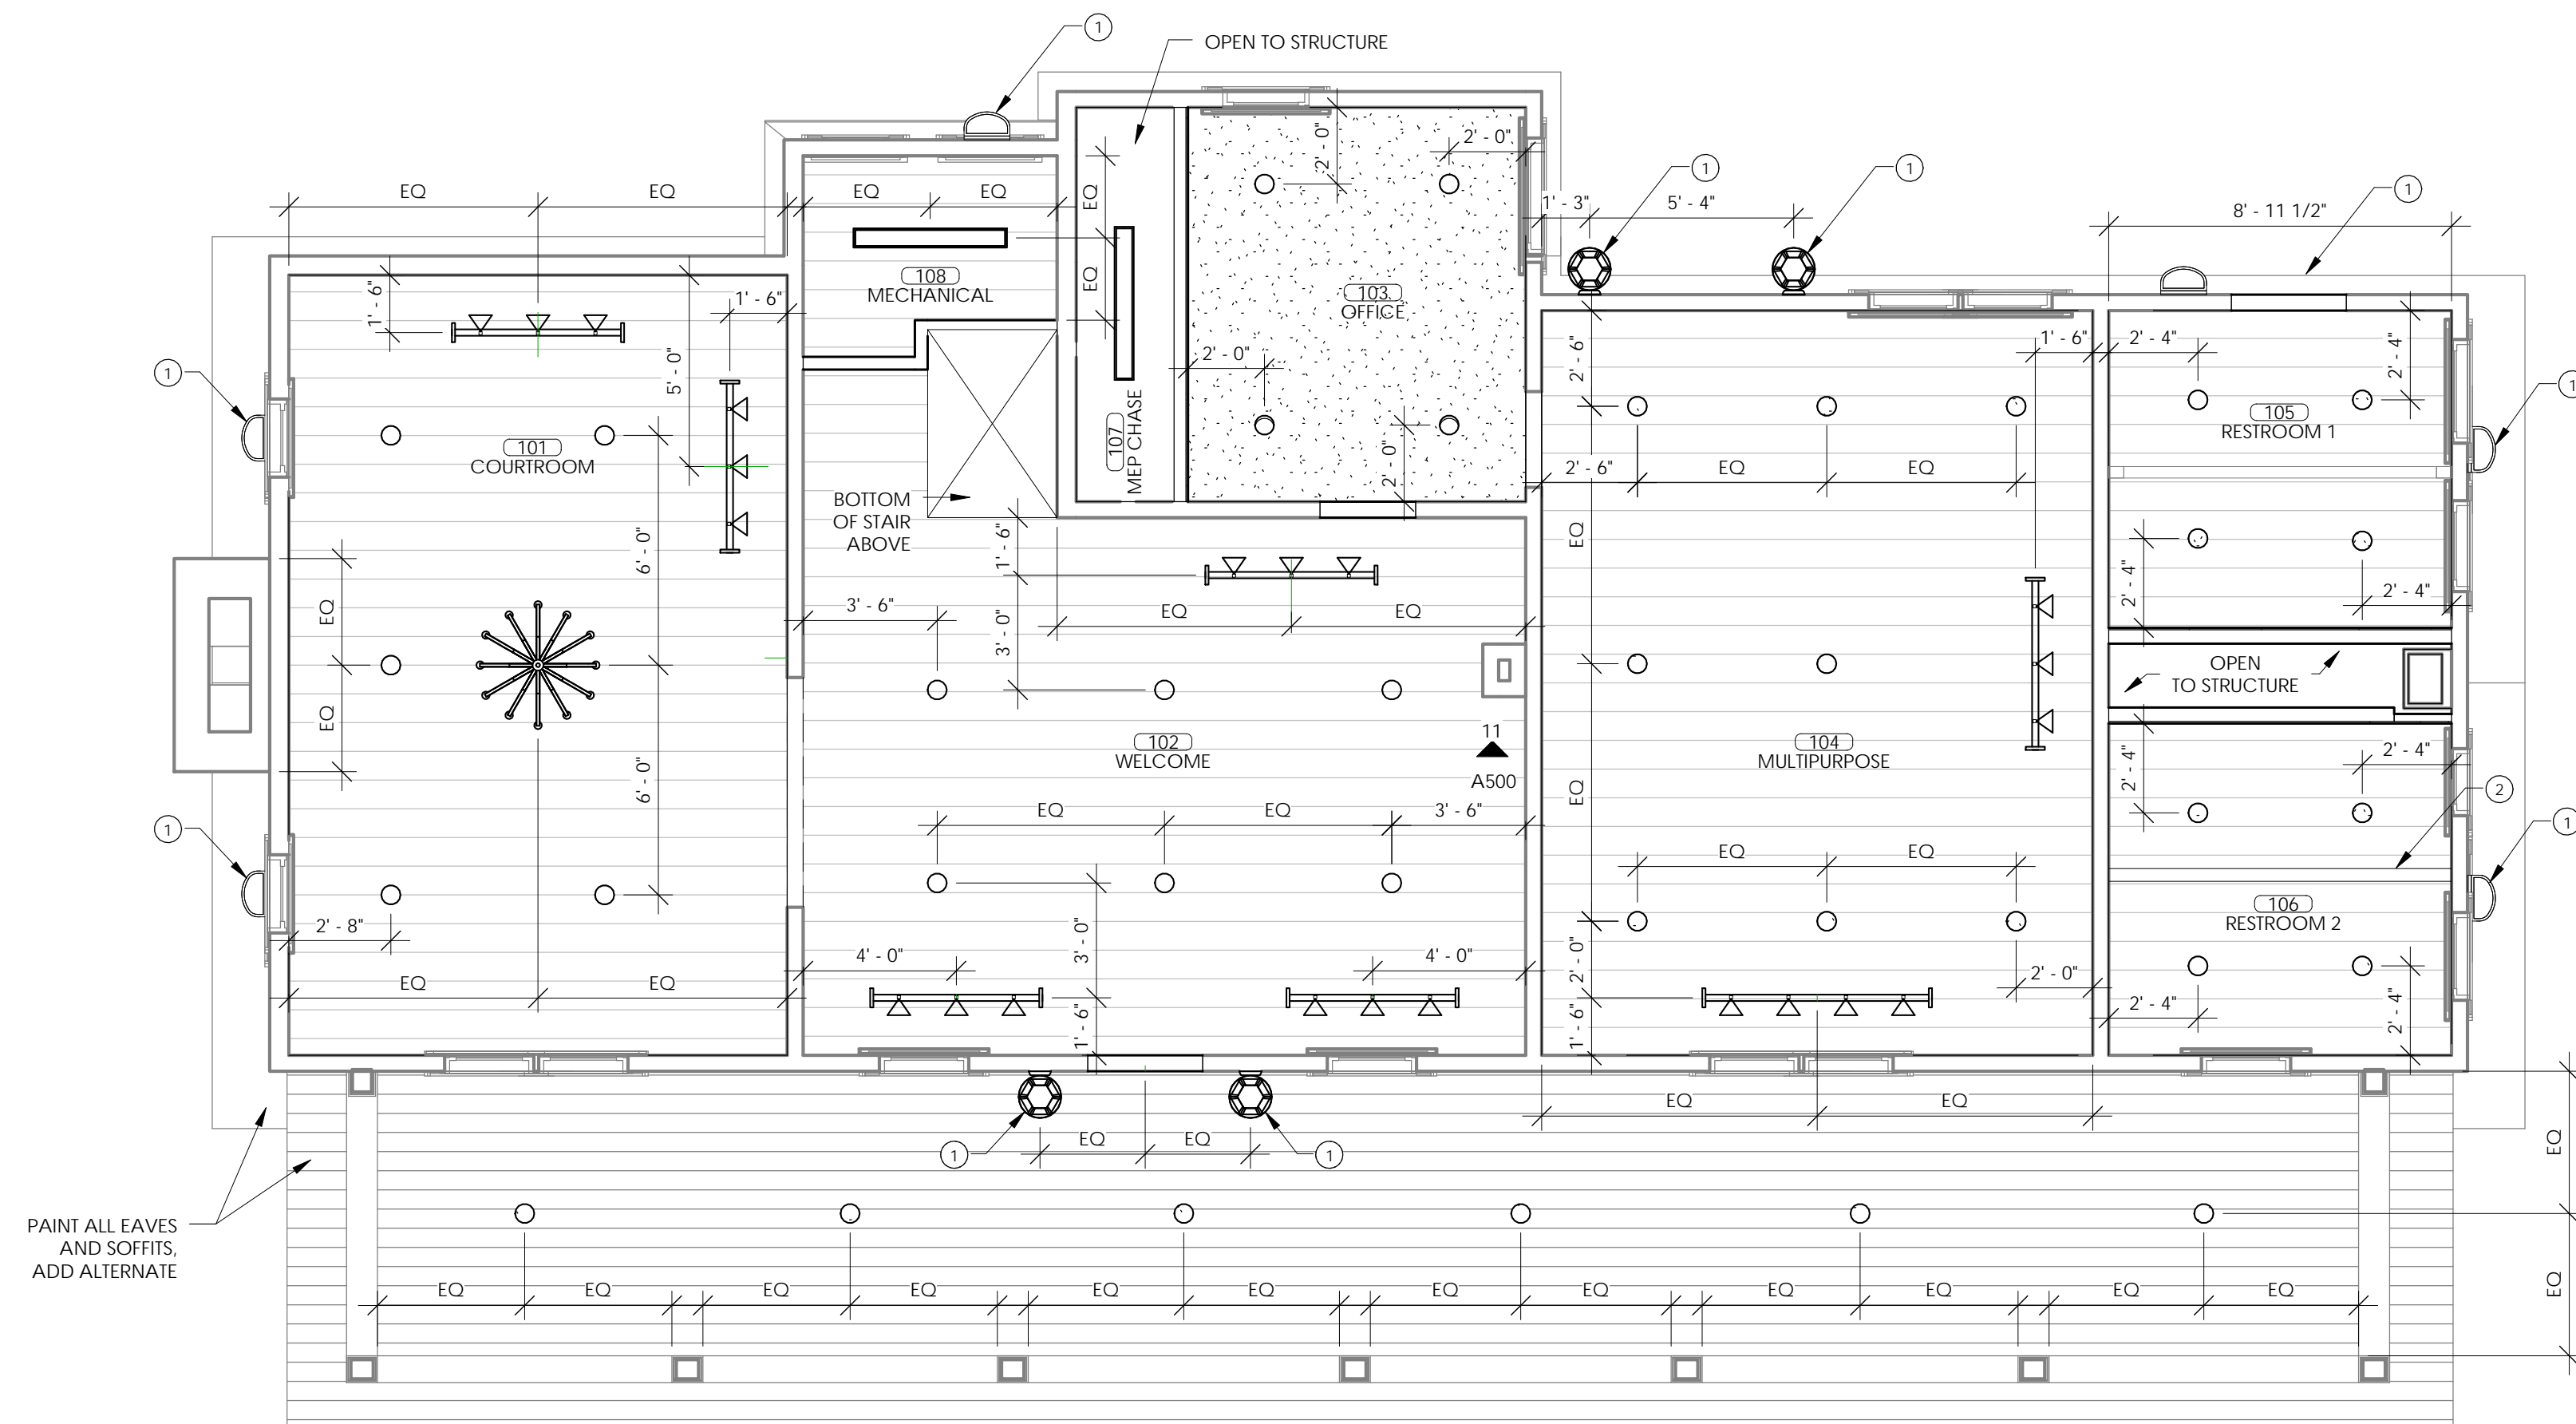 1
OPEN TO STRUCTURE
1
1
1
2' - 0"
2' - 0"
EQ
EQ
EQ
EQ
EQ
1' - 3"
5' - 4"
8' - 11 1/2"
EQ
108
MECHANICAL
103
OFFICE
1' - 6"
1' - 6"
5' - 0"
2' - 0"
2' - 6"
1' - 6"
2' - 4"
2' - 4"
1
1
101
COURTROOM
107
MEP CHASE
105
RESTROOM 1
2' - 0"
2' - 6"
EQ
EQ
BOTTOM
OF STAIR
ABOVE
1' - 6"
EQ
6' - 0"
EQ
3' - 6"
3' - 0"
EQ
EQ
2' - 4"
2' - 4"
OPEN
TO STRUCTURE
EQ
11
A500
102
WELCOME
104
MULTIPURPOSE
6' - 0"
EQ
2' - 4"
2' - 4"
2
1
1
EQ
EQ
3' - 6"
EQ
EQ
106
RESTROOM 2
2' - 8"
3' - 0"
4' - 0"
4' - 0"
2' - 0"
2' - 0"
EQ
EQ
1' - 6"
1' - 6"
2' - 4"
2' - 4"
EQ
EQ
1
EQ
EQ
1
EQ
PAINT ALL EAVES
AND SOFFITS,
ADD ALTERNATE
EQ
EQ
EQ
EQ
EQ
EQ
EQ
EQ
EQ
EQ
EQ
EQ
EQ